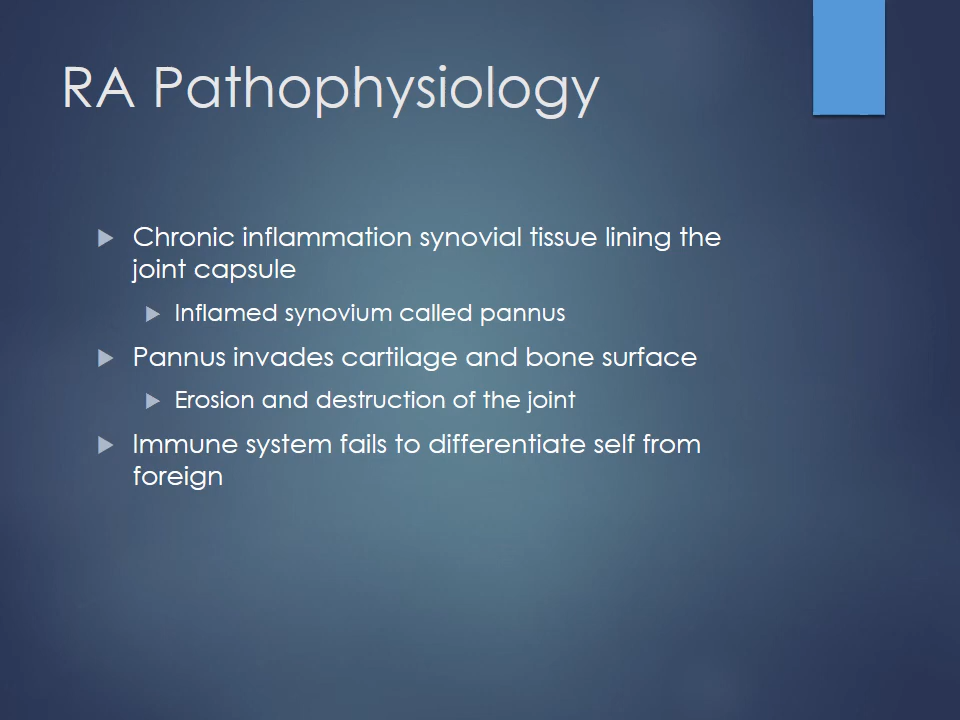 RA Pathophysiology
Chronic inflammation synovial tissue lining the
joint capsule
Inflamed synovium called pannus
Pannus invades cartilage and bone surface
Erosion and destruction of the joint
Immune system fails to differentiate self from
foreign